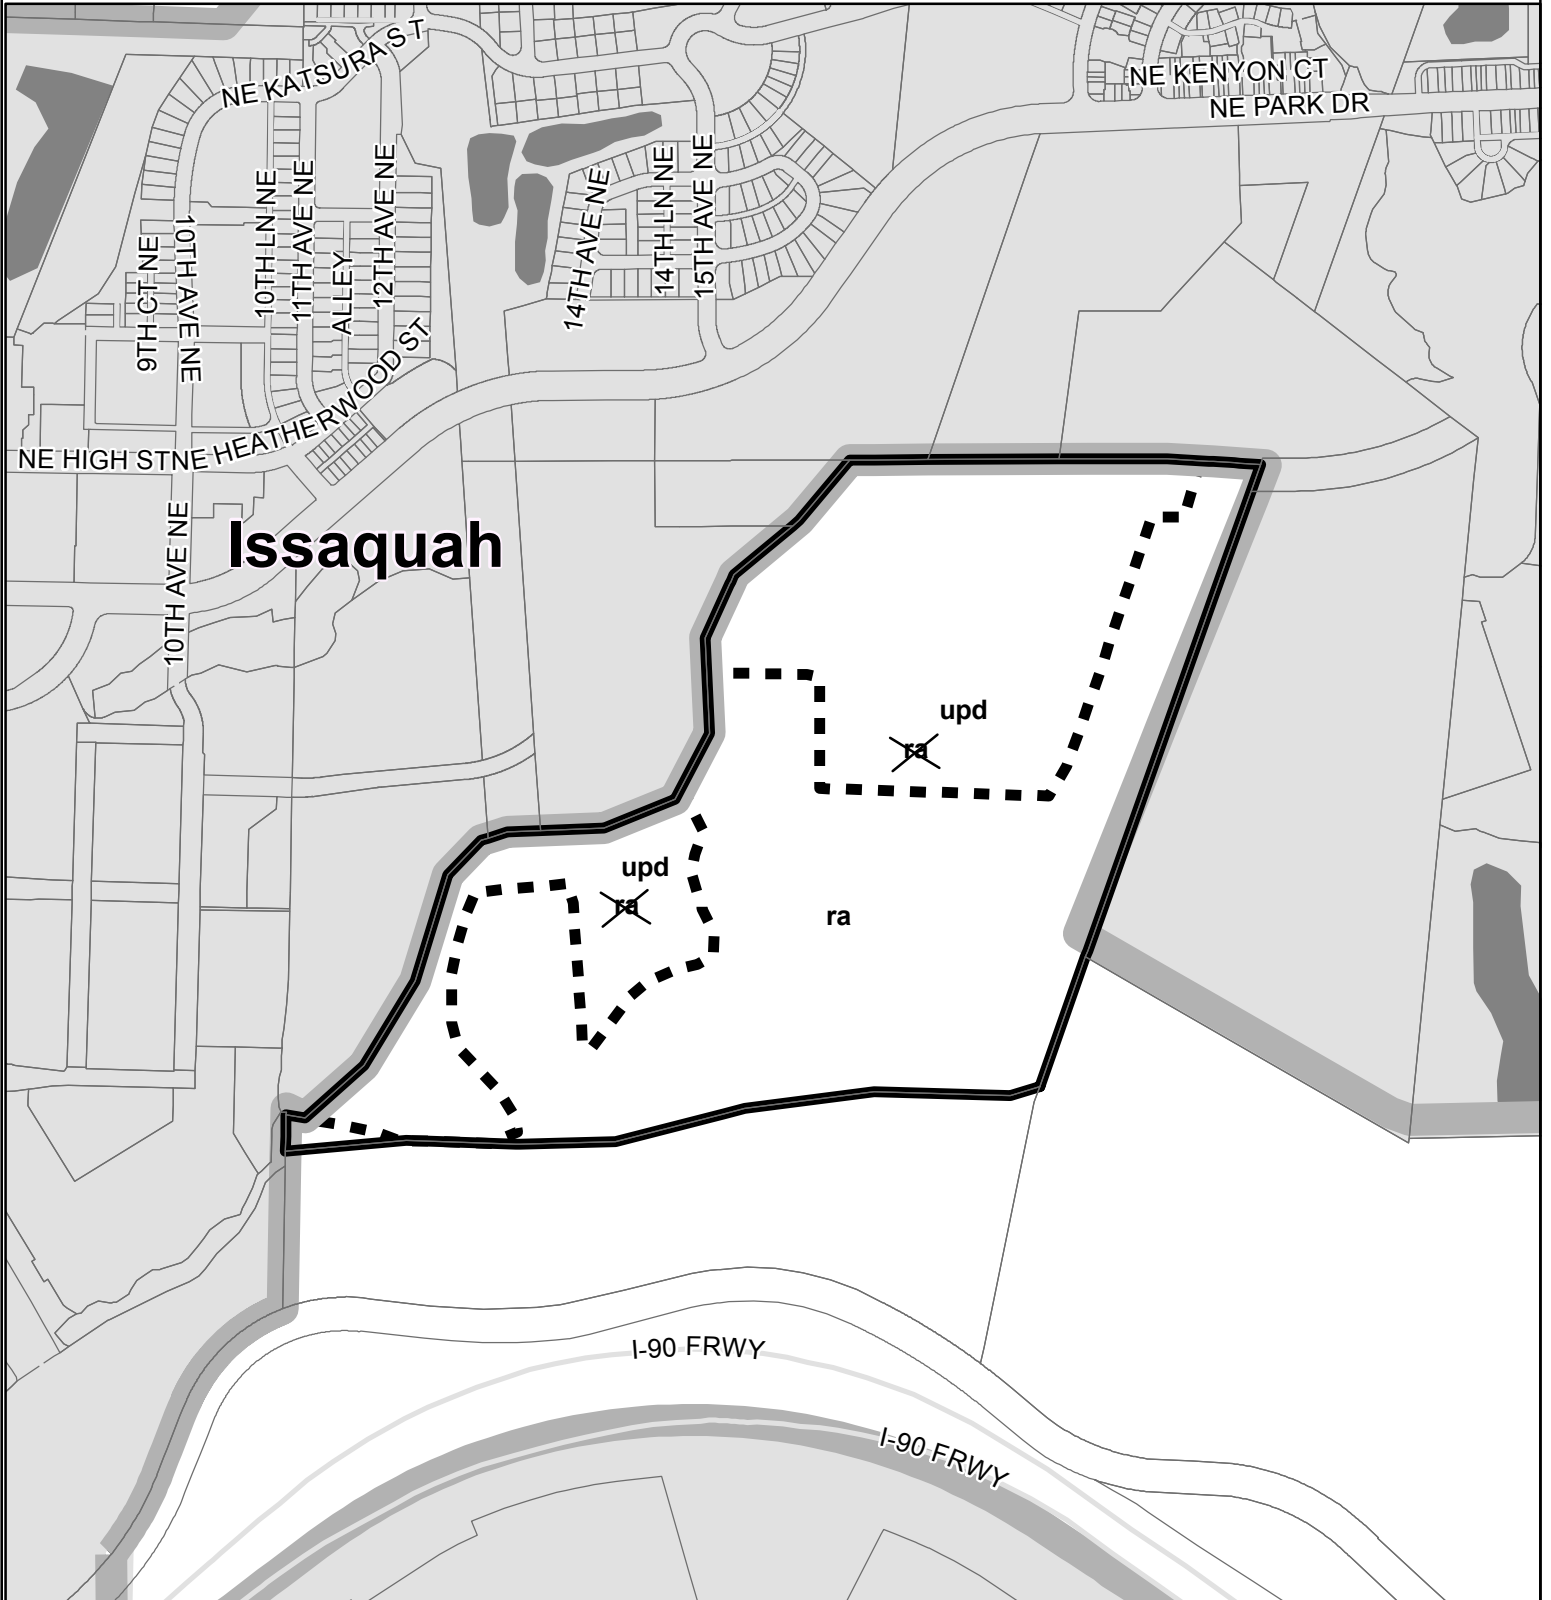 NE KATSURA ST
NE KENYON CT
NE PARK DR
9TH CT NE
10TH AVE NE
10TH LN NE
11TH AVE NE
ALLEY
12TH AVE NE
14TH AVE NE
14TH LN NE
15TH AVE NE
NE HIGH ST
NE HEATHERWOOD ST
10TH AVE NE
Issaquah
upd
ra
upd
ra
ra
I-90 FRWY
I-90 FRWY